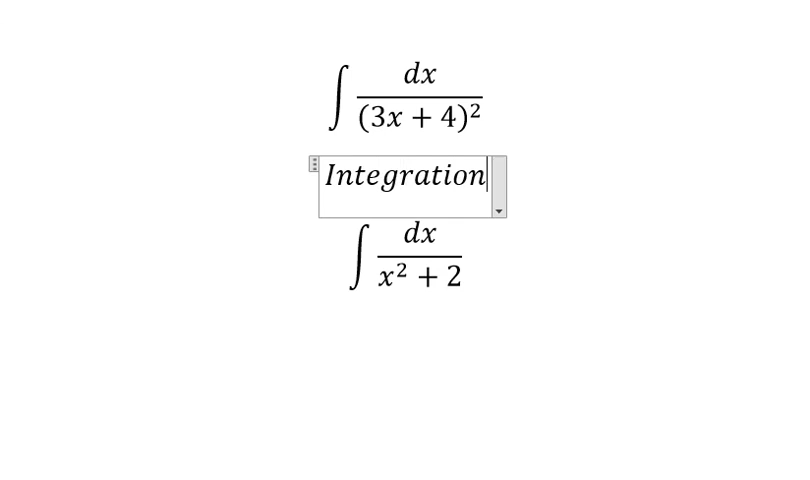 ∫ dx / (3x + 4)²
Integration
∫ dx / x² + 2